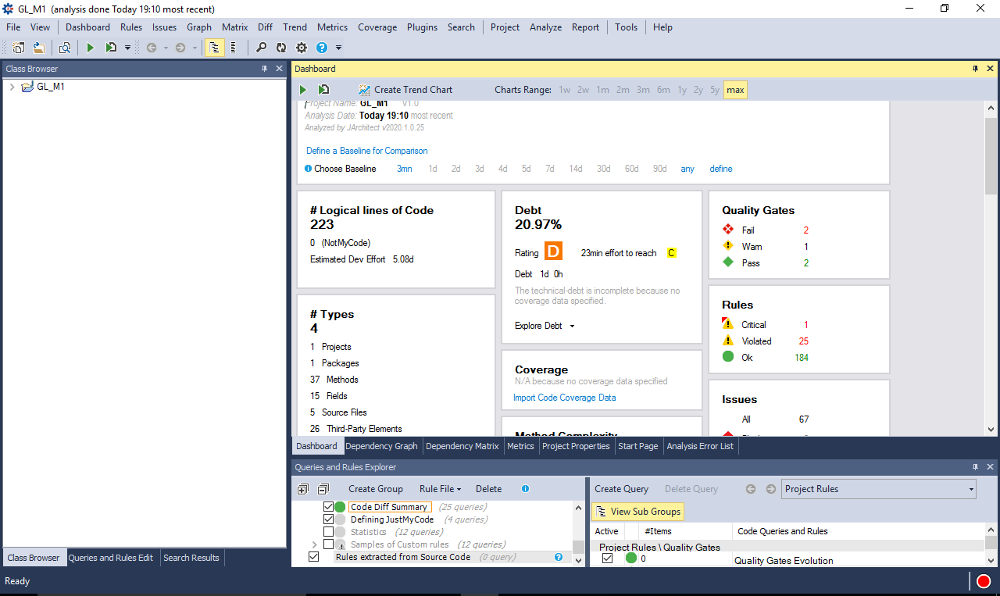 GL_M1  (analysis done Today 19:10 most recent)
File View Dashboard Rules Issues Graph Matrix Diff Trend Metrics Coverage Plugins Search Project Analyze Report Tools Help
Class Browser
GL_M1
Dashboard
Create Trend Chart Charts Range: 1w 2w 1m 2m 3m 6m 1y 2y 5y max
Project Name: GL_M1 V1.0
Analysis Date: Today 19:10 most recent
Analyzed by JArchitect v2020.1.0.25
Define a Baseline for Comparison
Choose Baseline 3mn 1d 2d 3d 4d 5d 7d 14d 30d 60d 90d any define
# Logical lines of Code
223
0 (NotMyCode)
Estimated Dev Effort 5.08d
# Types
4
1 Projects
1 Packages
37 Methods
15 Fields
5 Source Files
26 Third-Party Elements
Debt
20.97%
Rating D 23min effort to reach C
Debt 1d 0h
The technical-debt is incomplete because no
coverage data specified.
Explore Debt
Coverage
N/A because no coverage data specified
Import Code Coverage Data
Method Complexity
Quality Gates
Fail 2
Warn 1
Pass 2
Rules
Critical 1
Violated 25
Ok 184
Issues
All 67
Dashboard Dependency Graph Dependency Matrix Metrics Project Properties Start Page Analysis Error List
Queries and Rules Explorer
Create Group Rule File Delete
Code Diff Summary (25 queries)
Defining JustMyCode (4 queries)
Statistics (12 queries)
Samples of Custom rules (12 queries)
Rules extracted from Source Code (0 query)
Create Query Delete Query Project Rules
View Sub Groups
Active #Items Code Queries and Rules
Project Rules \ Quality Gates
0 Quality Gates Evolution
Class Browser Queries and Rules Edit Search Results
Ready